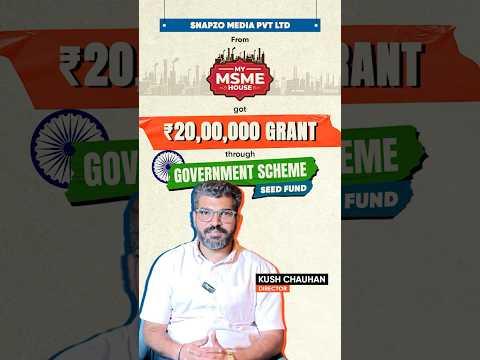 SNAPZO MEDIA PVT LTD
From
MY
MSME
HOUSE
got
₹20,00,000 GRANT
through
GOVERNMENT SCHEME
SEED FUND
KUSH CHAUHAN
DIRECTOR